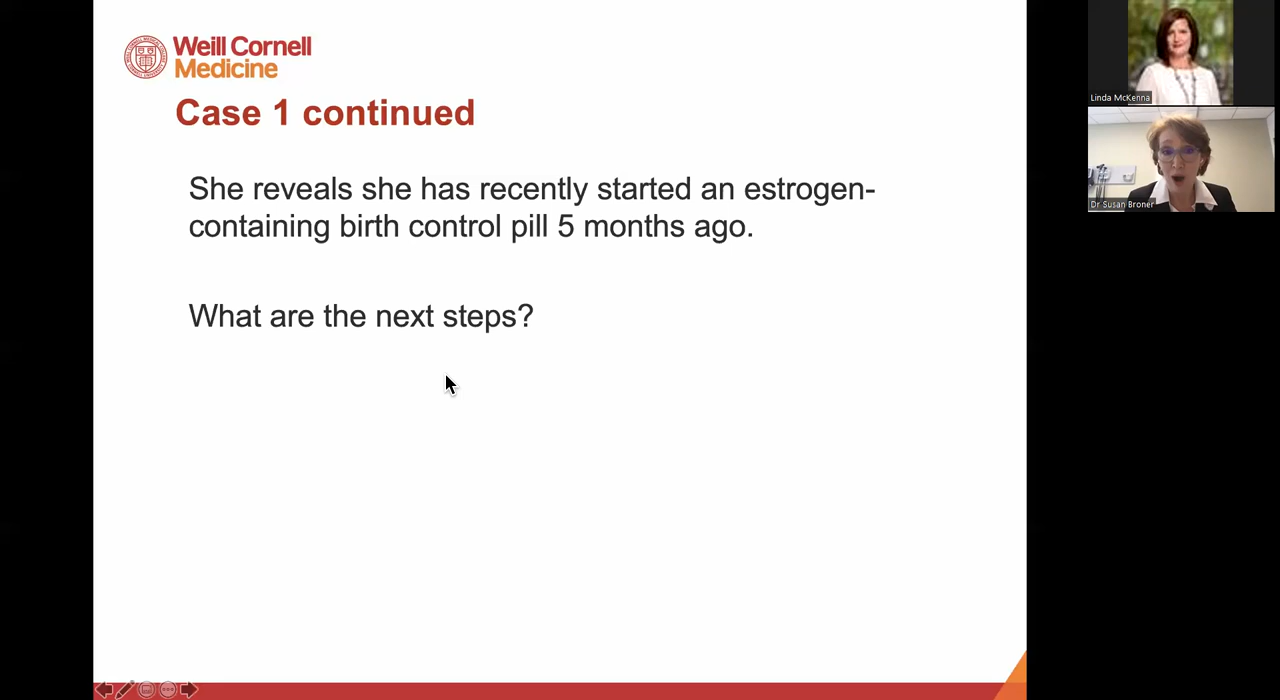 Weill Cornell
Medicine
Case 1 continued
She reveals she has recently started an estrogen-
containing birth control pill 5 months ago.
What are the next steps?
Linda McKenna
Dr Susan Broner